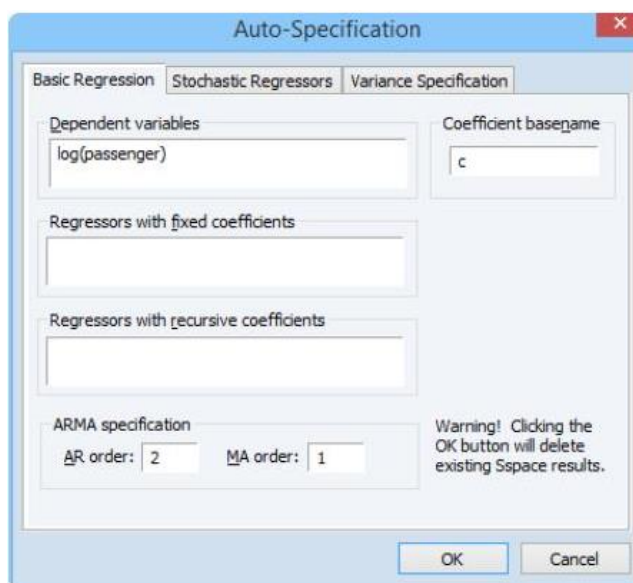 Auto-Specification
Basic Regression Stochastic Regressors Variance Specification
Dependent variables
log(passenger)
Coefficient basename
c
Regressors with fixed coefficients
Regressors with recursive coefficients
ARMA specification
AR order: 2 MA order: 1
Warning! Clicking the
OK button will delete
existing Sspace results.
OK Cancel